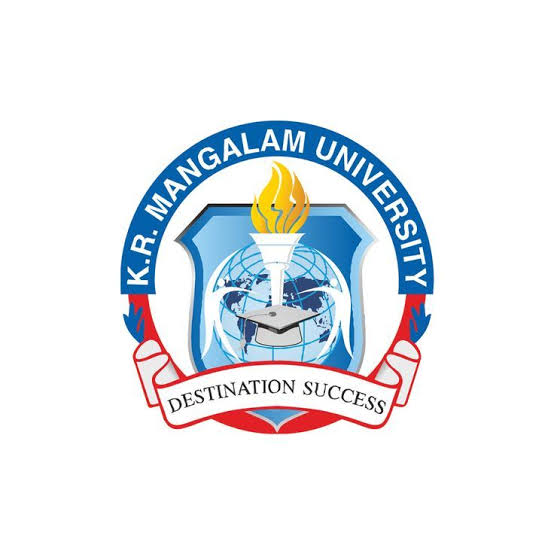 K.R. MANGALAM UNIVERSITY
DESTINATION SUCCESS